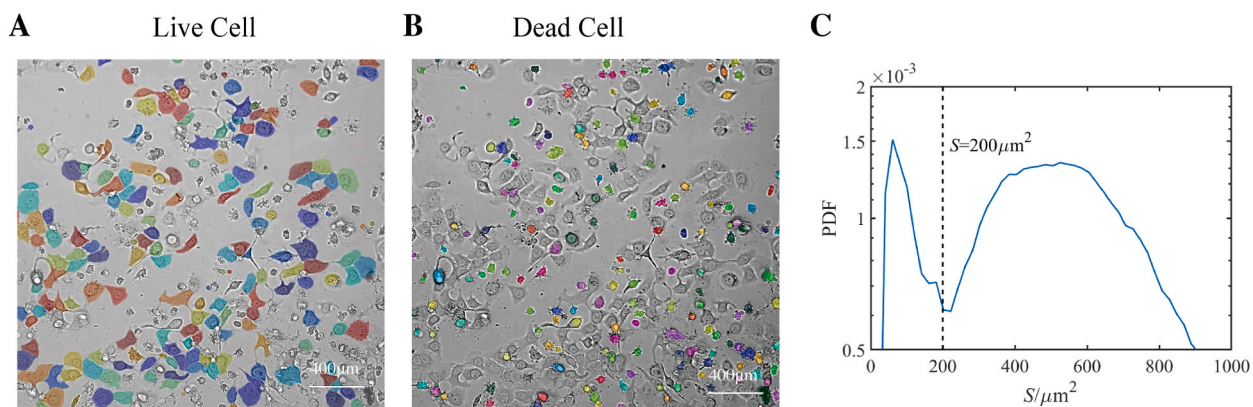 A Live Cell
400μm
B Dead Cell
400μm
C
×10⁻³
2
1.5
1
0.5
PDF
S=200μm²
0 200 400 600 800 1000
S/μm²